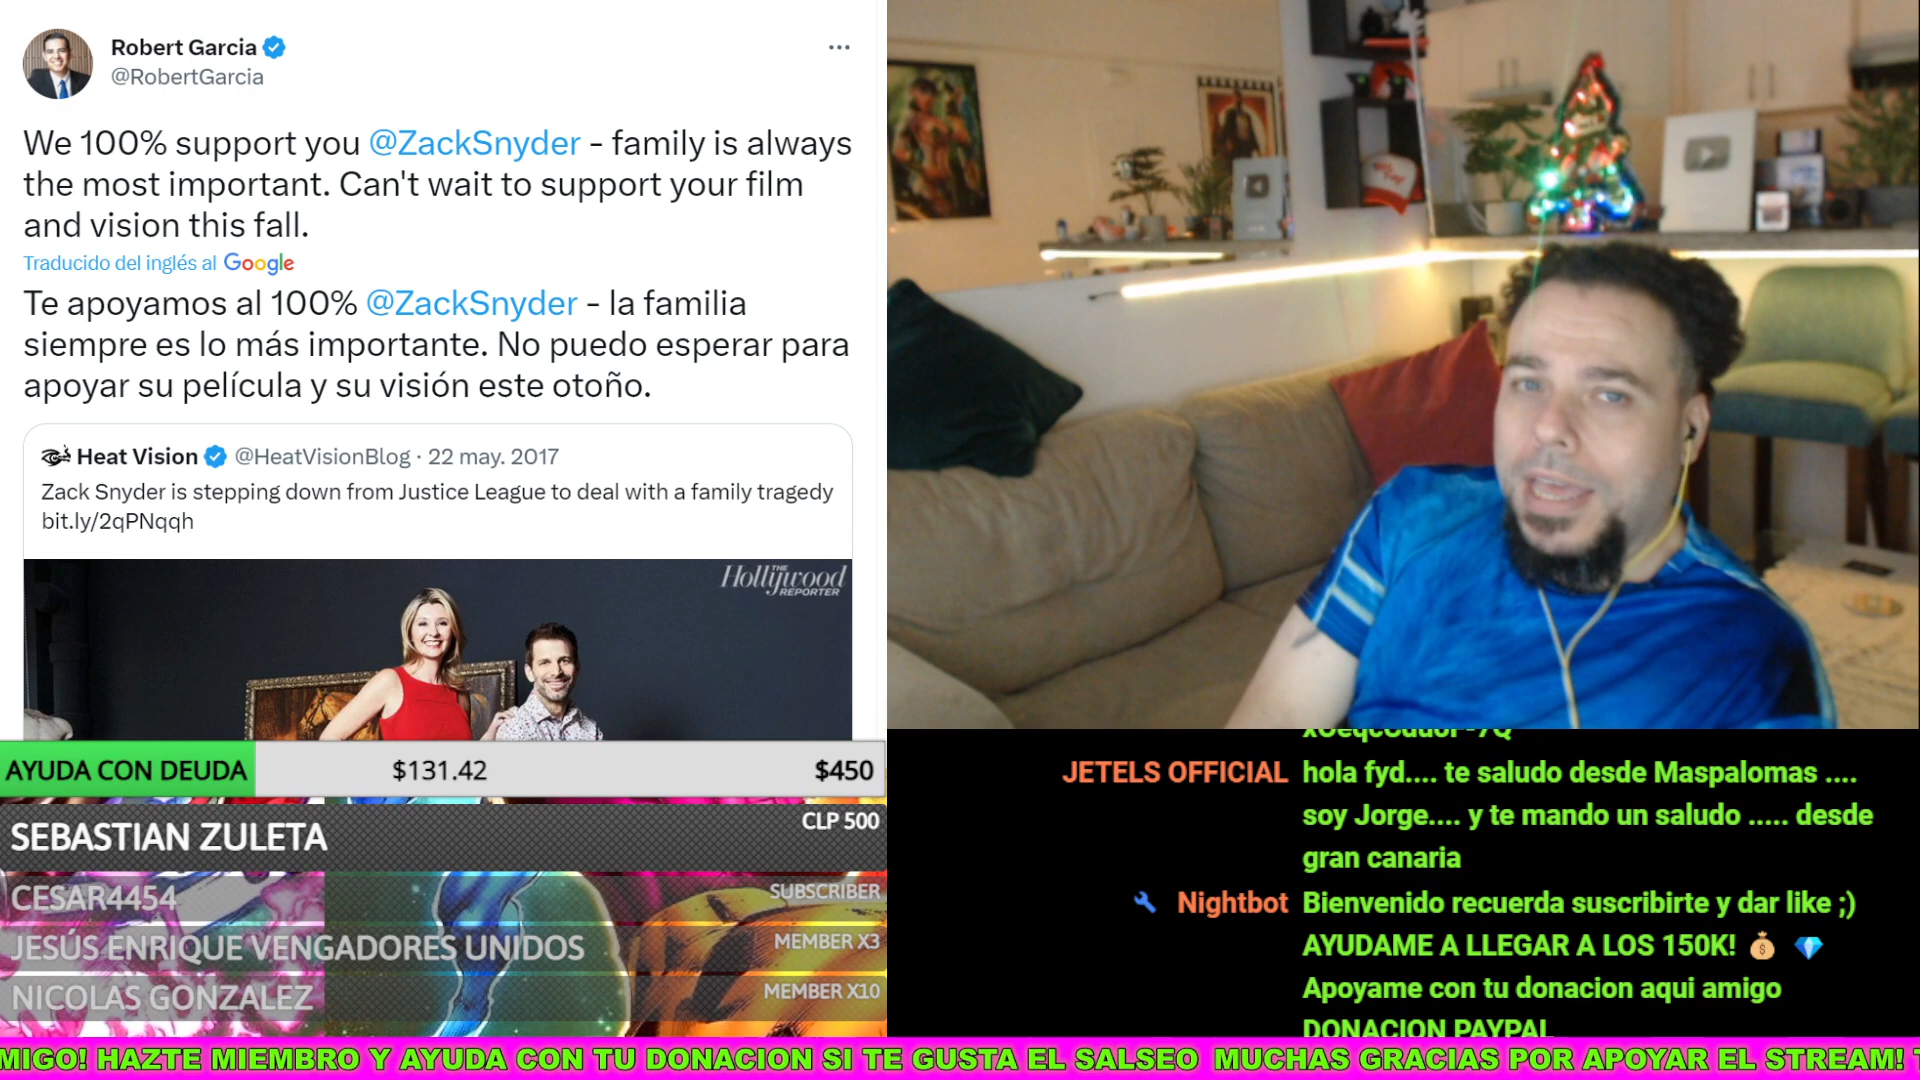 Robert Garcia
@RobertGarcia
We 100% support you @ZackSnyder - family is always
the most important. Can't wait to support your film
and vision this fall.
Traducido del inglés al Google
Te apoyamos al 100% @ZackSnyder - la familia
siempre es lo más importante. No puedo esperar para
apoyar su película y su visión este otoño.
Heat Vision @HeatVisionBlog · 22 may. 2017
Zack Snyder is stepping down from Justice League to deal with a family tragedy
bit.ly/2qPNqqh
THE
Hollywood
REPORTER
AYUDA CON DEUDA $131.42 $450
SEBASTIAN ZULETA CLP 500
CESAR4454 SUBSCRIBER
JESÚS ENRIQUE VENGADORES UNIDOS MEMBER X3
NICOLAS GONZALEZ MEMBER X10
JETELS OFFICIAL hola fyd.... te saludo desde Maspalomas ....
soy Jorge.... y te mando un saludo ..... desde
gran canaria
Nightbot Bienvenido recuerda suscribirte y dar like ;)
AYUDAME A LLEGAR A LOS 150K! 💰 💎
Apoyame con tu donacion aqui amigo
DONACION PAYPAL
MIGO! HAZTE MIEMBRO Y AYUDA CON TU DONACION SI TE GUSTA EL SALSEO MUCHAS GRACIAS POR APOYAR EL STREAM! T